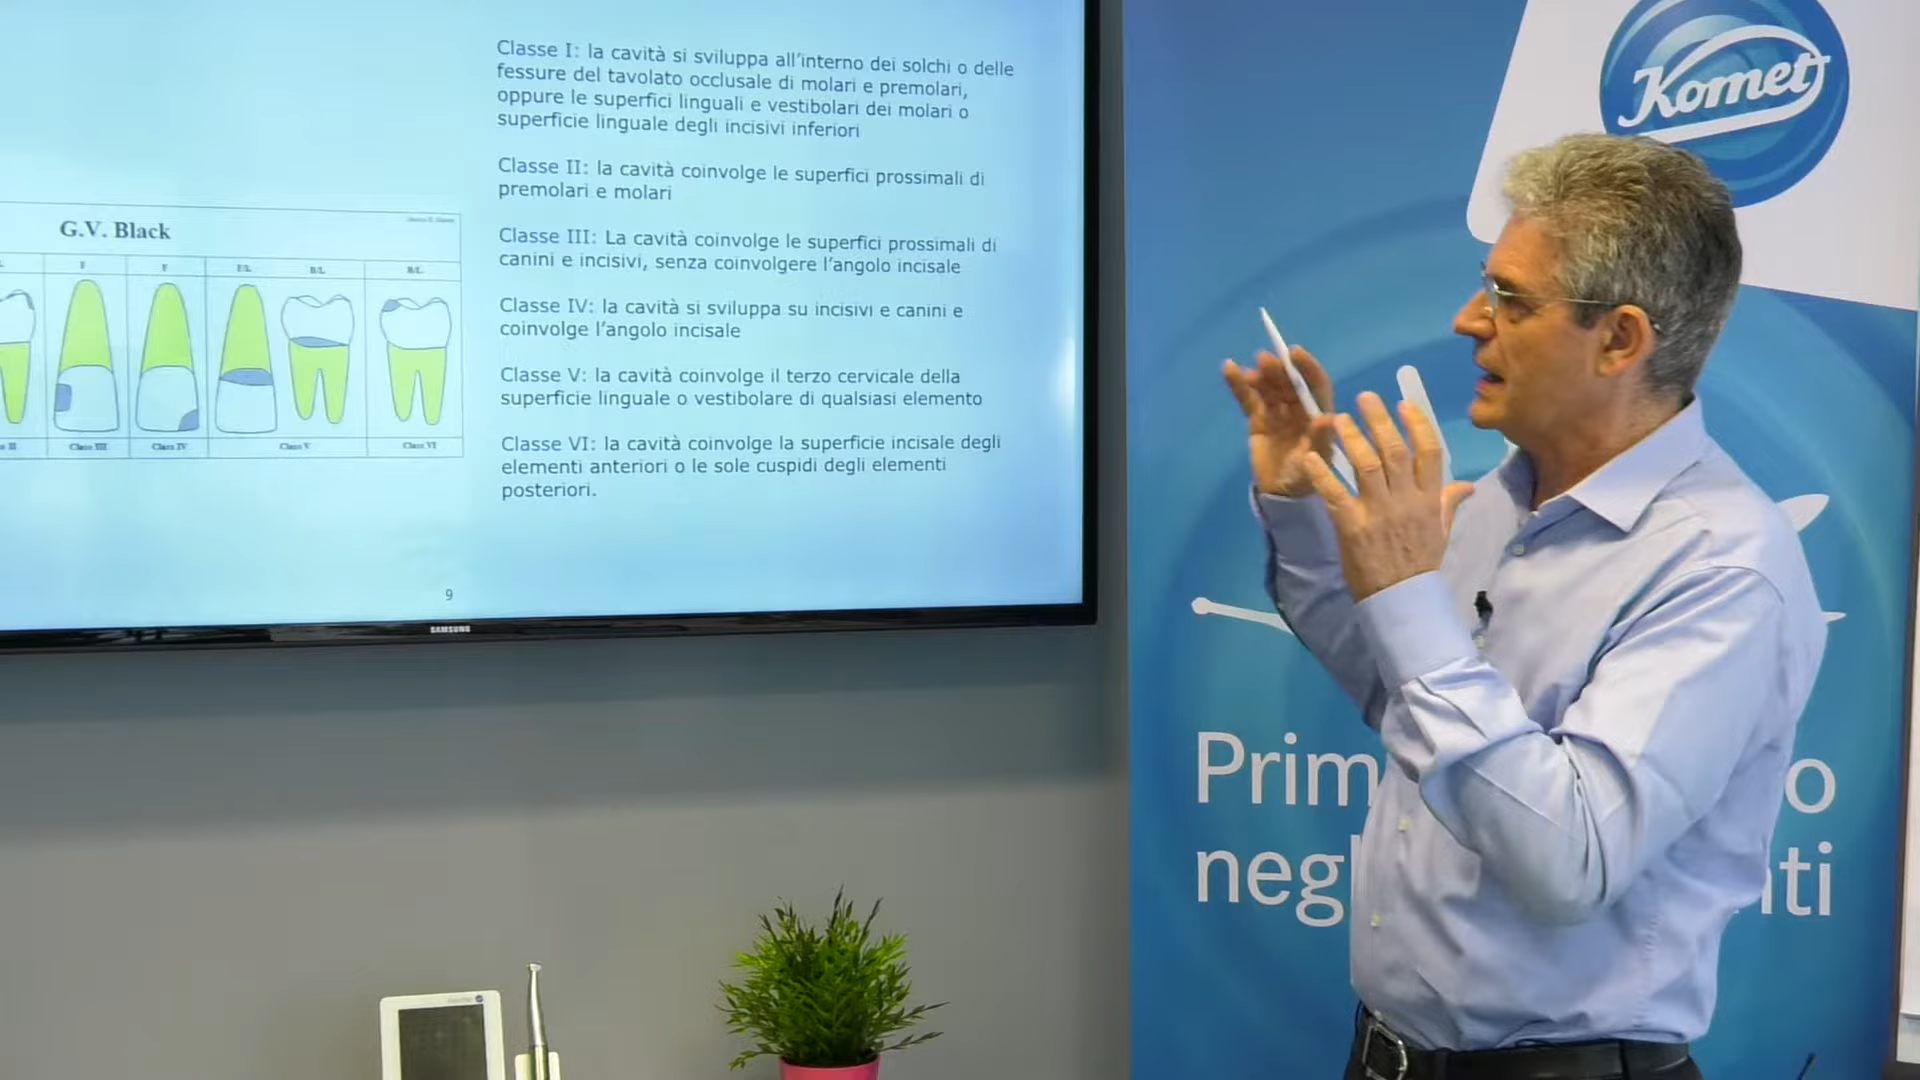 Classe I: la cavità si sviluppa all'interno dei solchi o delle
fessure del tavolato occlusale di molari e premolari,
oppure le superfici linguali e vestibolari dei molari o
superficie linguale degli incisivi inferiori
Classe II: la cavità coinvolge le superfici prossimali di
premolari e molari
Classe III: La cavità coinvolge le superfici prossimali di
canini e incisivi, senza coinvolgere l'angolo incisale
Classe IV: la cavità si sviluppa su incisivi e canini e
coinvolge l'angolo incisale
Classe V: la cavità coinvolge il terzo cervicale della
superficie linguale o vestibolare di qualsiasi elemento
Classe VI: la cavità coinvolge la superficie incisale degli
elementi anteriori o le sole cuspidi degli elementi
posteriori.
G.V. Black
F F F/L B/L B/L
Class III Class IV Class V Class VI
9
SAMSUNG
Komet